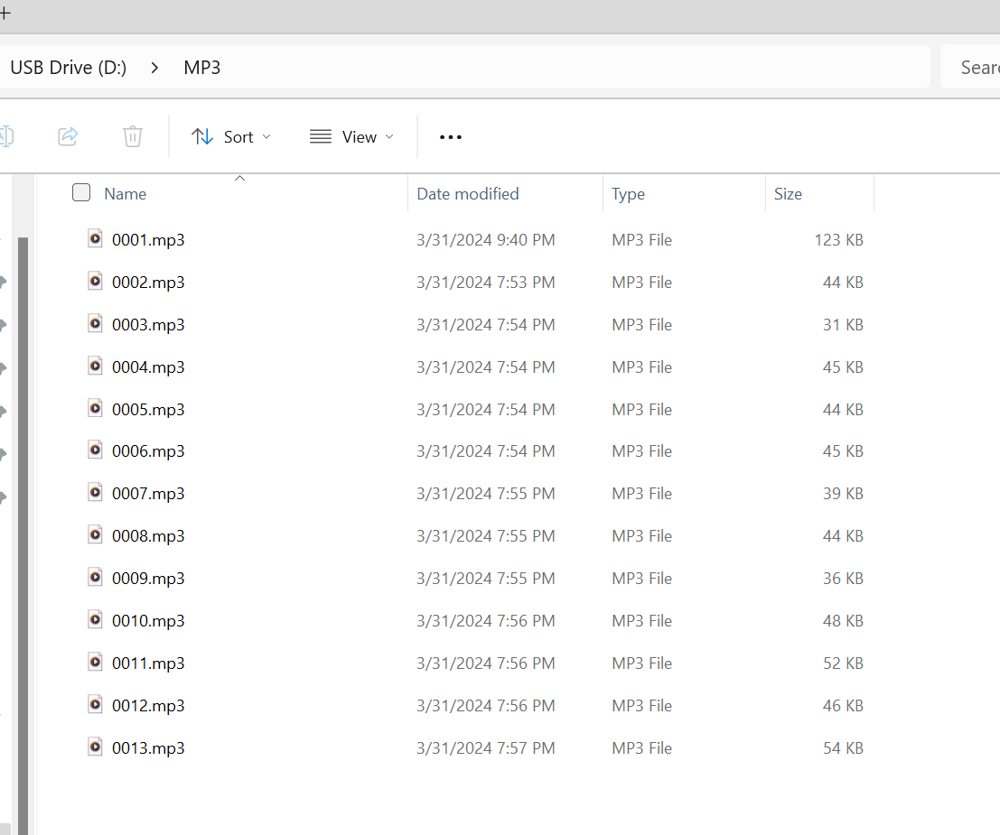 USB Drive (D:) > MP3
Sort View
Name Date modified Type Size
0001.mp3 3/31/2024 9:40 PM MP3 File 123 KB
0002.mp3 3/31/2024 7:53 PM MP3 File 44 KB
0003.mp3 3/31/2024 7:54 PM MP3 File 31 KB
0004.mp3 3/31/2024 7:54 PM MP3 File 45 KB
0005.mp3 3/31/2024 7:54 PM MP3 File 44 KB
0006.mp3 3/31/2024 7:54 PM MP3 File 45 KB
0007.mp3 3/31/2024 7:55 PM MP3 File 39 KB
0008.mp3 3/31/2024 7:55 PM MP3 File 44 KB
0009.mp3 3/31/2024 7:55 PM MP3 File 36 KB
0010.mp3 3/31/2024 7:56 PM MP3 File 48 KB
0011.mp3 3/31/2024 7:56 PM MP3 File 52 KB
0012.mp3 3/31/2024 7:56 PM MP3 File 46 KB
0013.mp3 3/31/2024 7:57 PM MP3 File 54 KB